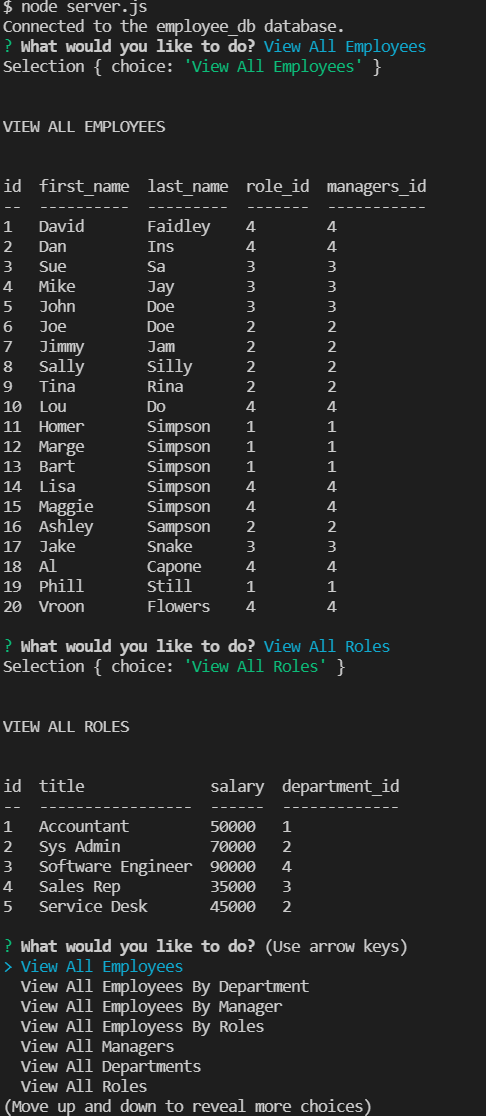 $ node server.js
Connected to the employee_db database.
? What would you like to do? View All Employees
Selection { choice: 'View All Employees' }
VIEW ALL EMPLOYEES
id  first_name  last_name  role_id  managers_id
--  ----------  ---------  -------  -----------
1   David       Faidley    4        4
2   Dan         Ins        4        4
3   Sue         Sa         3        3
4   Mike        Jay        3        3
5   John        Doe        3        3
6   Joe         Doe        2        2
7   Jimmy       Jam        2        2
8   Sally       Silly      2        2
9   Tina        Rina       2        2
10  Lou         Do         4        4
11  Homer       Simpson    1        1
12  Marge       Simpson    1        1
13  Bart        Simpson    1        1
14  Lisa        Simpson    4        4
15  Maggie      Simpson    4        4
16  Ashley      Sampson    2        2
17  Jake        Snake      3        3
18  Al          Capone     4        4
19  Phill       Still      1        1
20  Vroon       Flowers    4        4
? What would you like to do? View All Roles
Selection { choice: 'View All Roles' }
VIEW ALL ROLES
id  title              salary  department_id
--  -----------------  ------  -------------
1   Accountant         50000   1
2   Sys Admin          70000   2
3   Software Engineer  90000   4
4   Sales Rep          35000   3
5   Service Desk       45000   2
? What would you like to do? (Use arrow keys)
> View All Employees
  View All Employees By Department
  View All Employees By Manager
  View All Employess By Roles
  View All Managers
  View All Departments
  View All Roles
(Move up and down to reveal more choices)